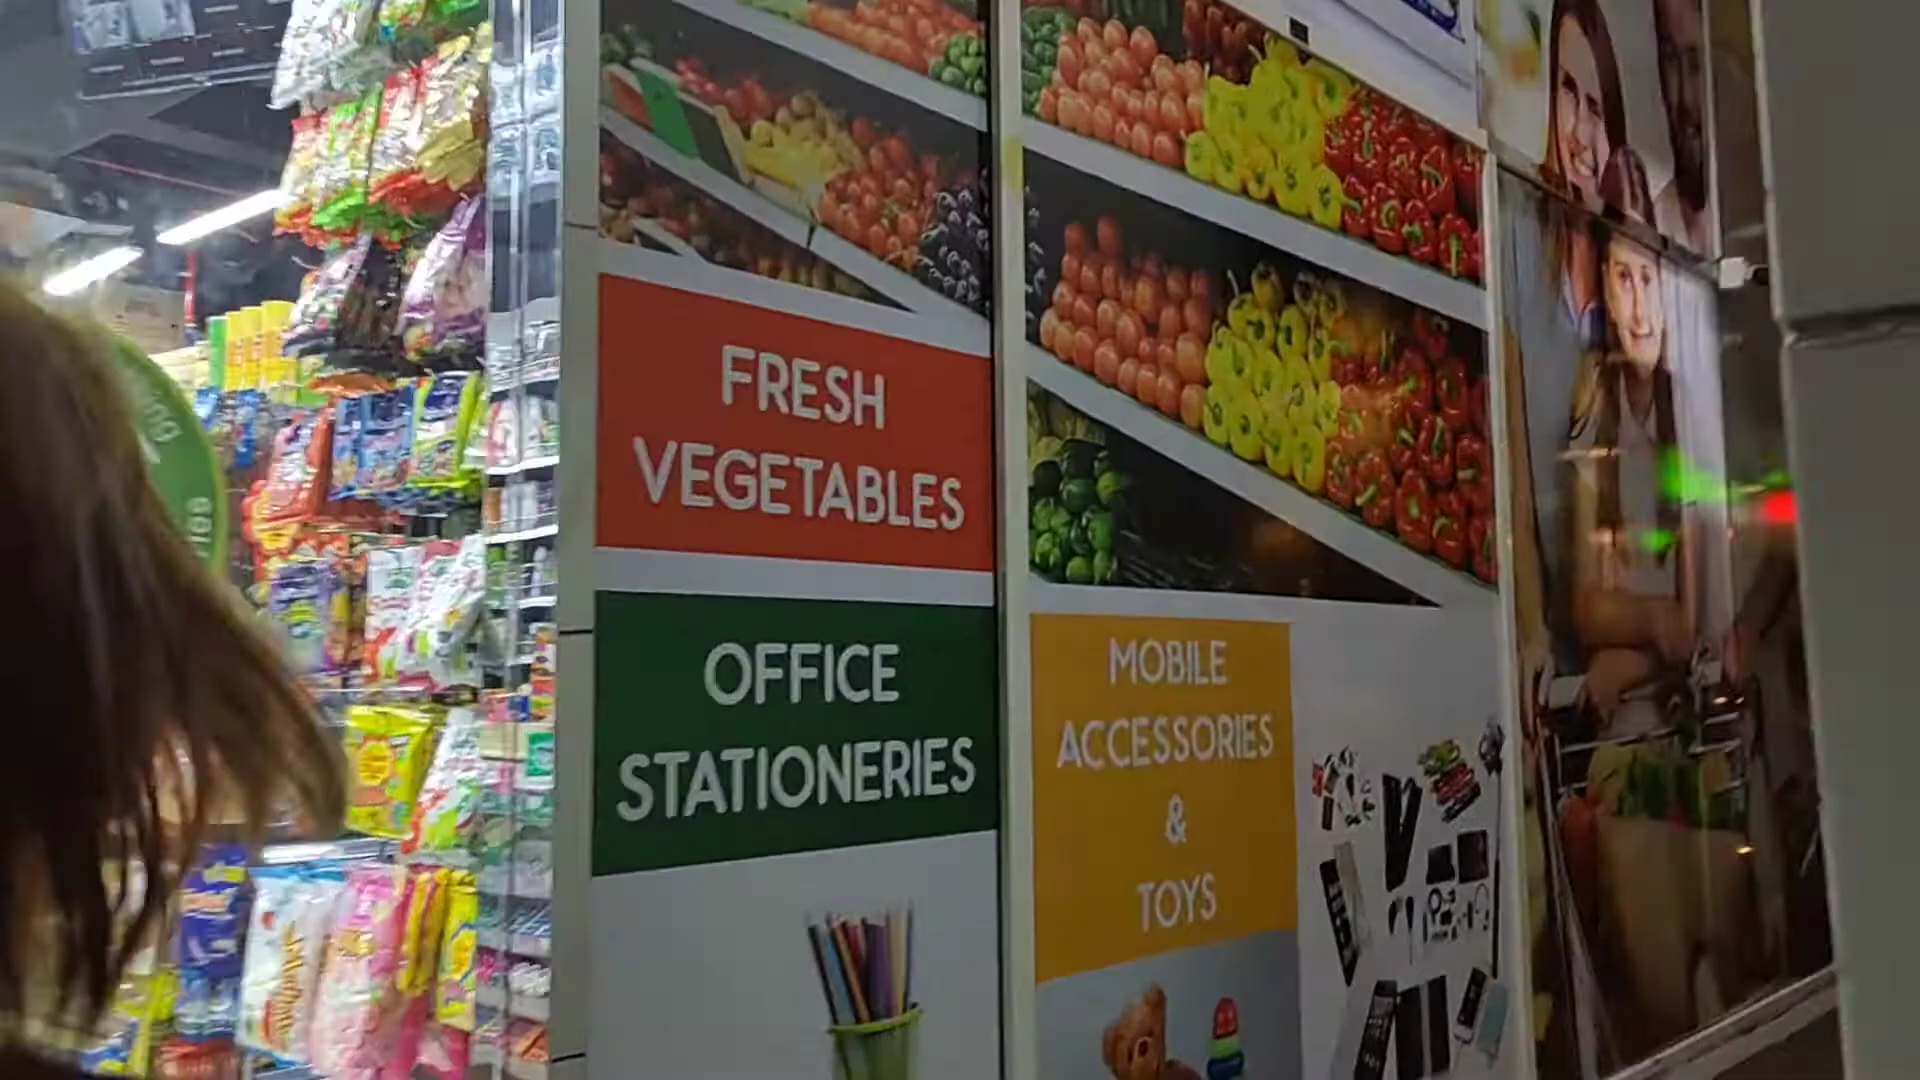 FRESH
VEGETABLES
OFFICE
STATIONERIES
MOBILE
ACCESSORIES
&
TOYS